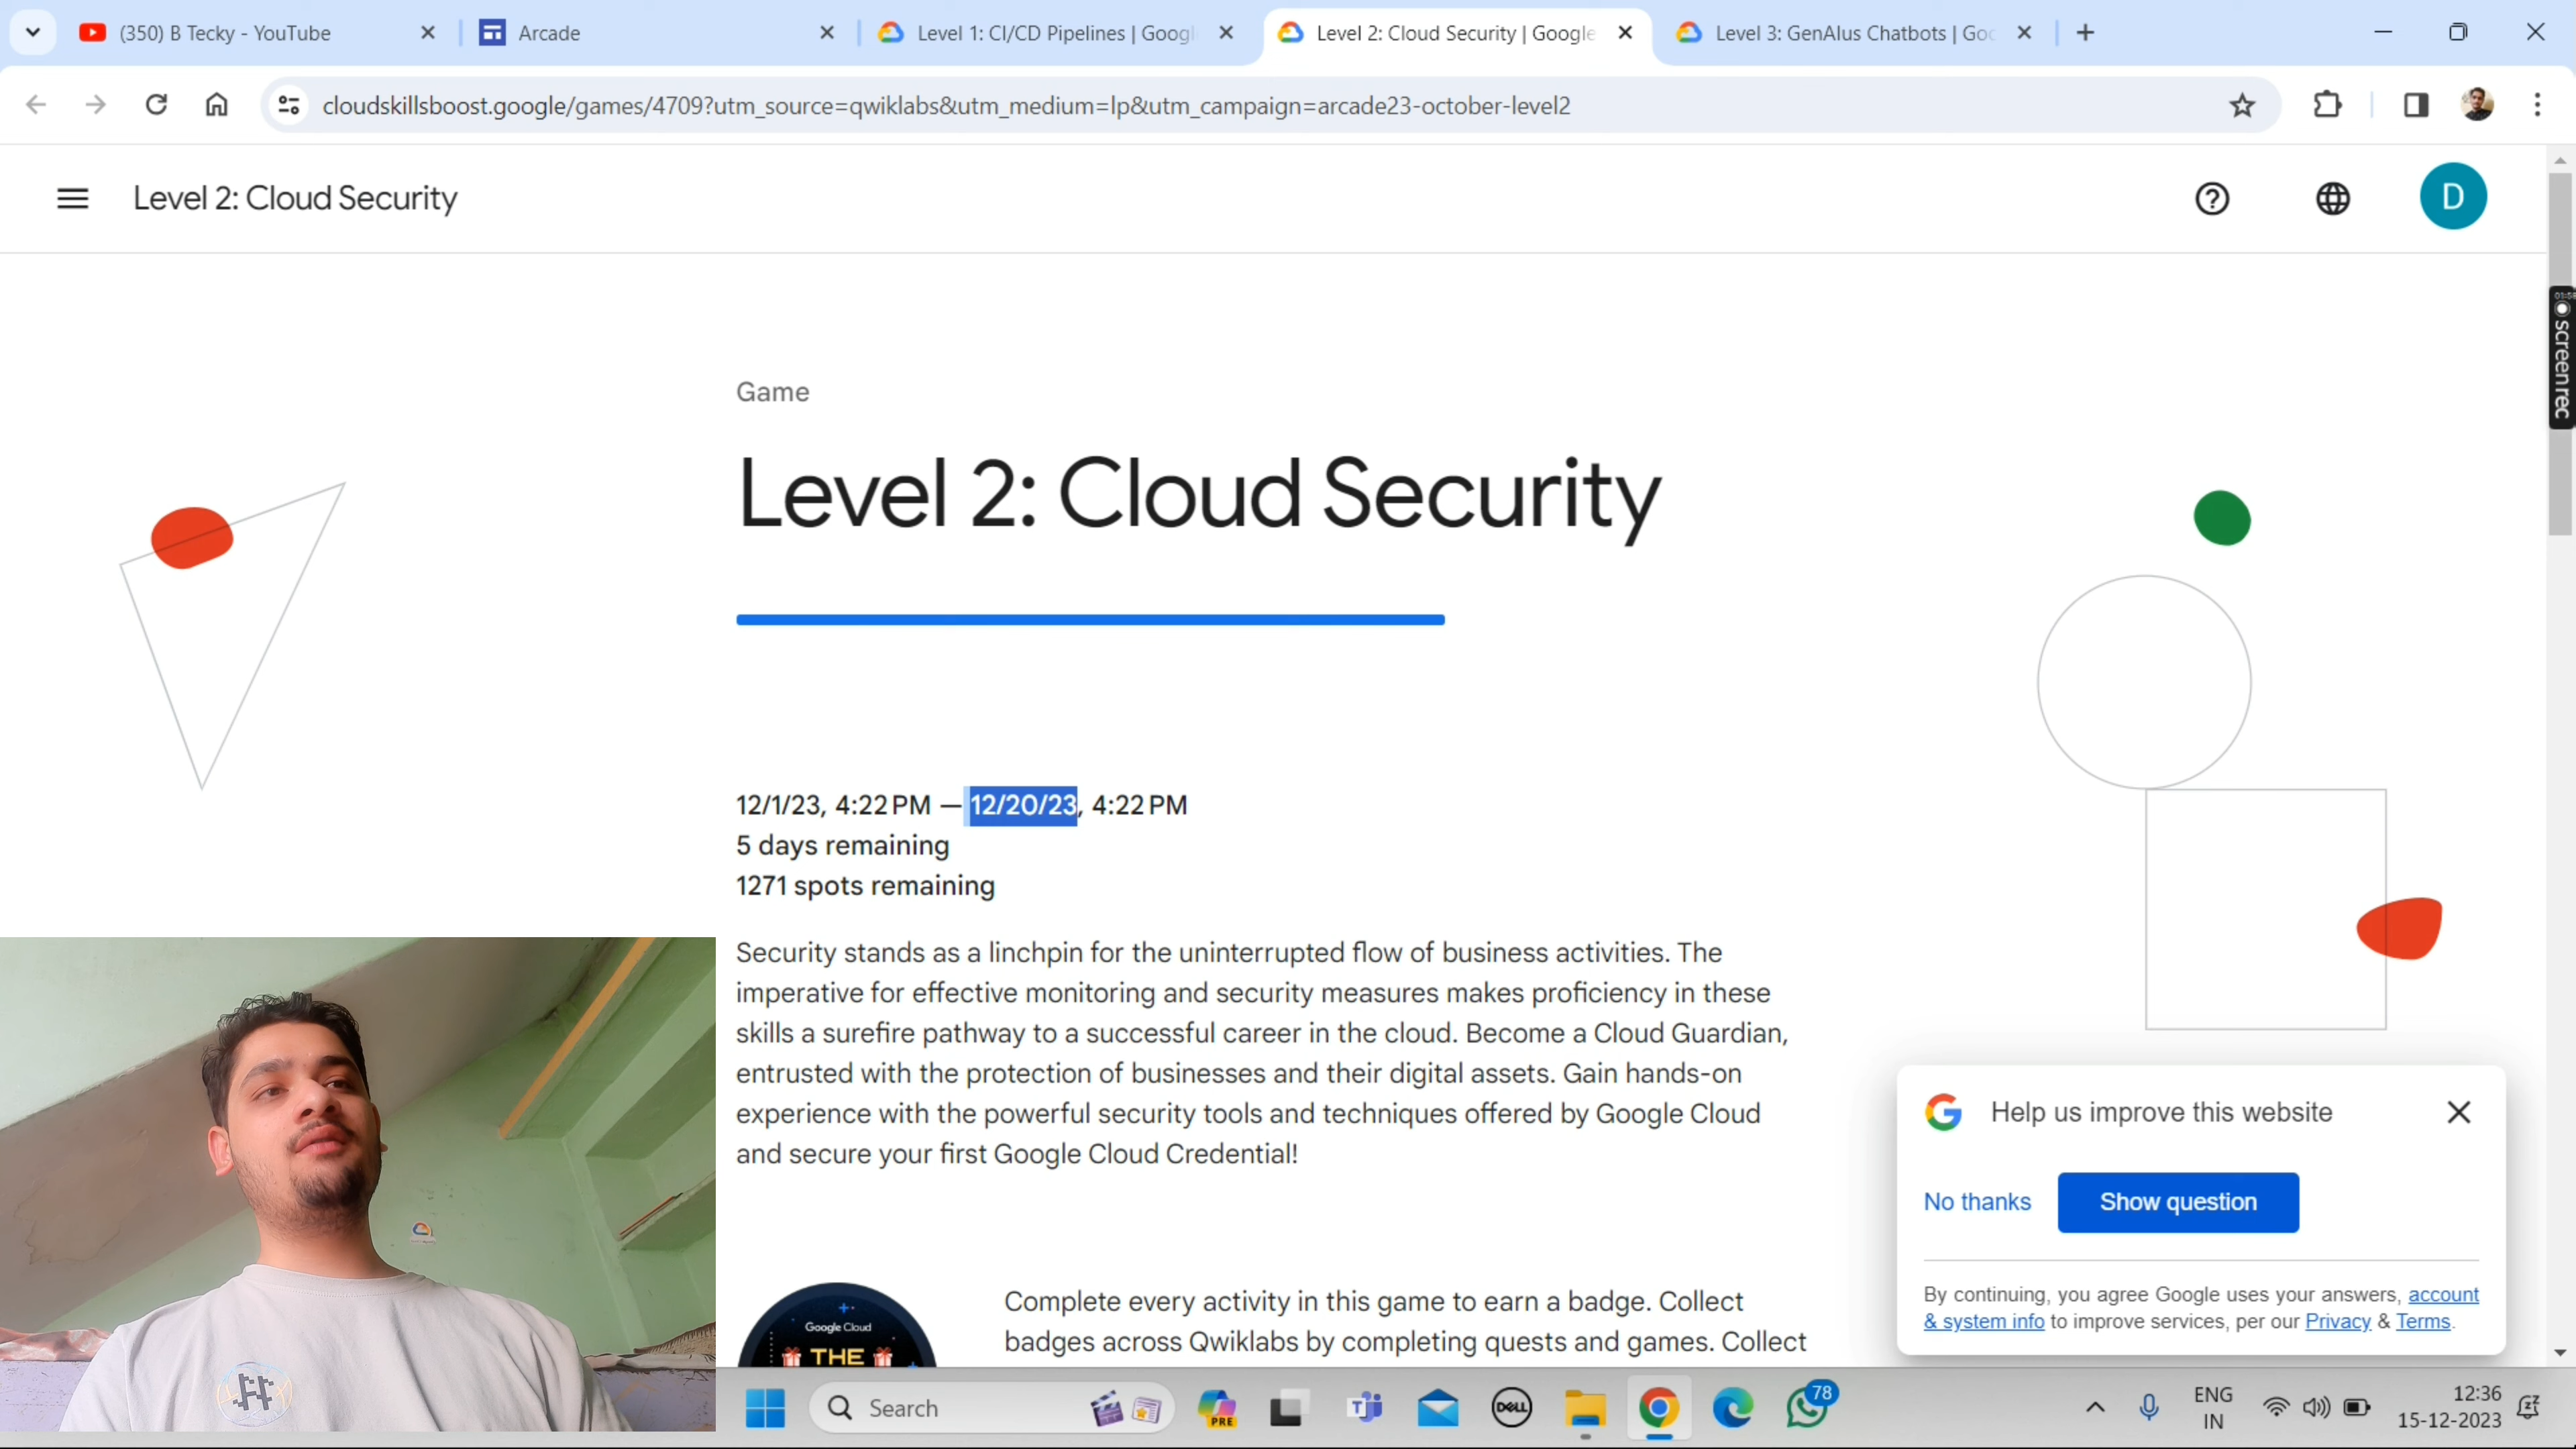 (350) B Tecky - YouTube
Arcade
Level 1: CI/CD Pipelines | Googl
Level 2: Cloud Security | Google
Level 3: GenAIus Chatbots | Goo
cloudskillsboost.google/games/4709?utm_source=qwiklabs&utm_medium=lp&utm_campaign=arcade23-october-level2
Level 2: Cloud Security
D
Game
Level 2: Cloud Security
12/1/23, 4:22 PM — 12/20/23, 4:22 PM
5 days remaining
1271 spots remaining
Security stands as a linchpin for the uninterrupted flow of business activities. The
imperative for effective monitoring and security measures makes proficiency in these
skills a surefire pathway to a successful career in the cloud. Become a Cloud Guardian,
entrusted with the protection of businesses and their digital assets. Gain hands-on
experience with the powerful security tools and techniques offered by Google Cloud
and secure your first Google Cloud Credential!
Google Cloud
THE
Complete every activity in this game to earn a badge. Collect
badges across Qwiklabs by completing quests and games. Collect
Help us improve this website
No thanks
Show question
By continuing, you agree Google uses your answers, account
& system info to improve services, per our Privacy & Terms.
screenrec
Search
PRE
DELL
78
ENG
IN
12:36
15-12-2023